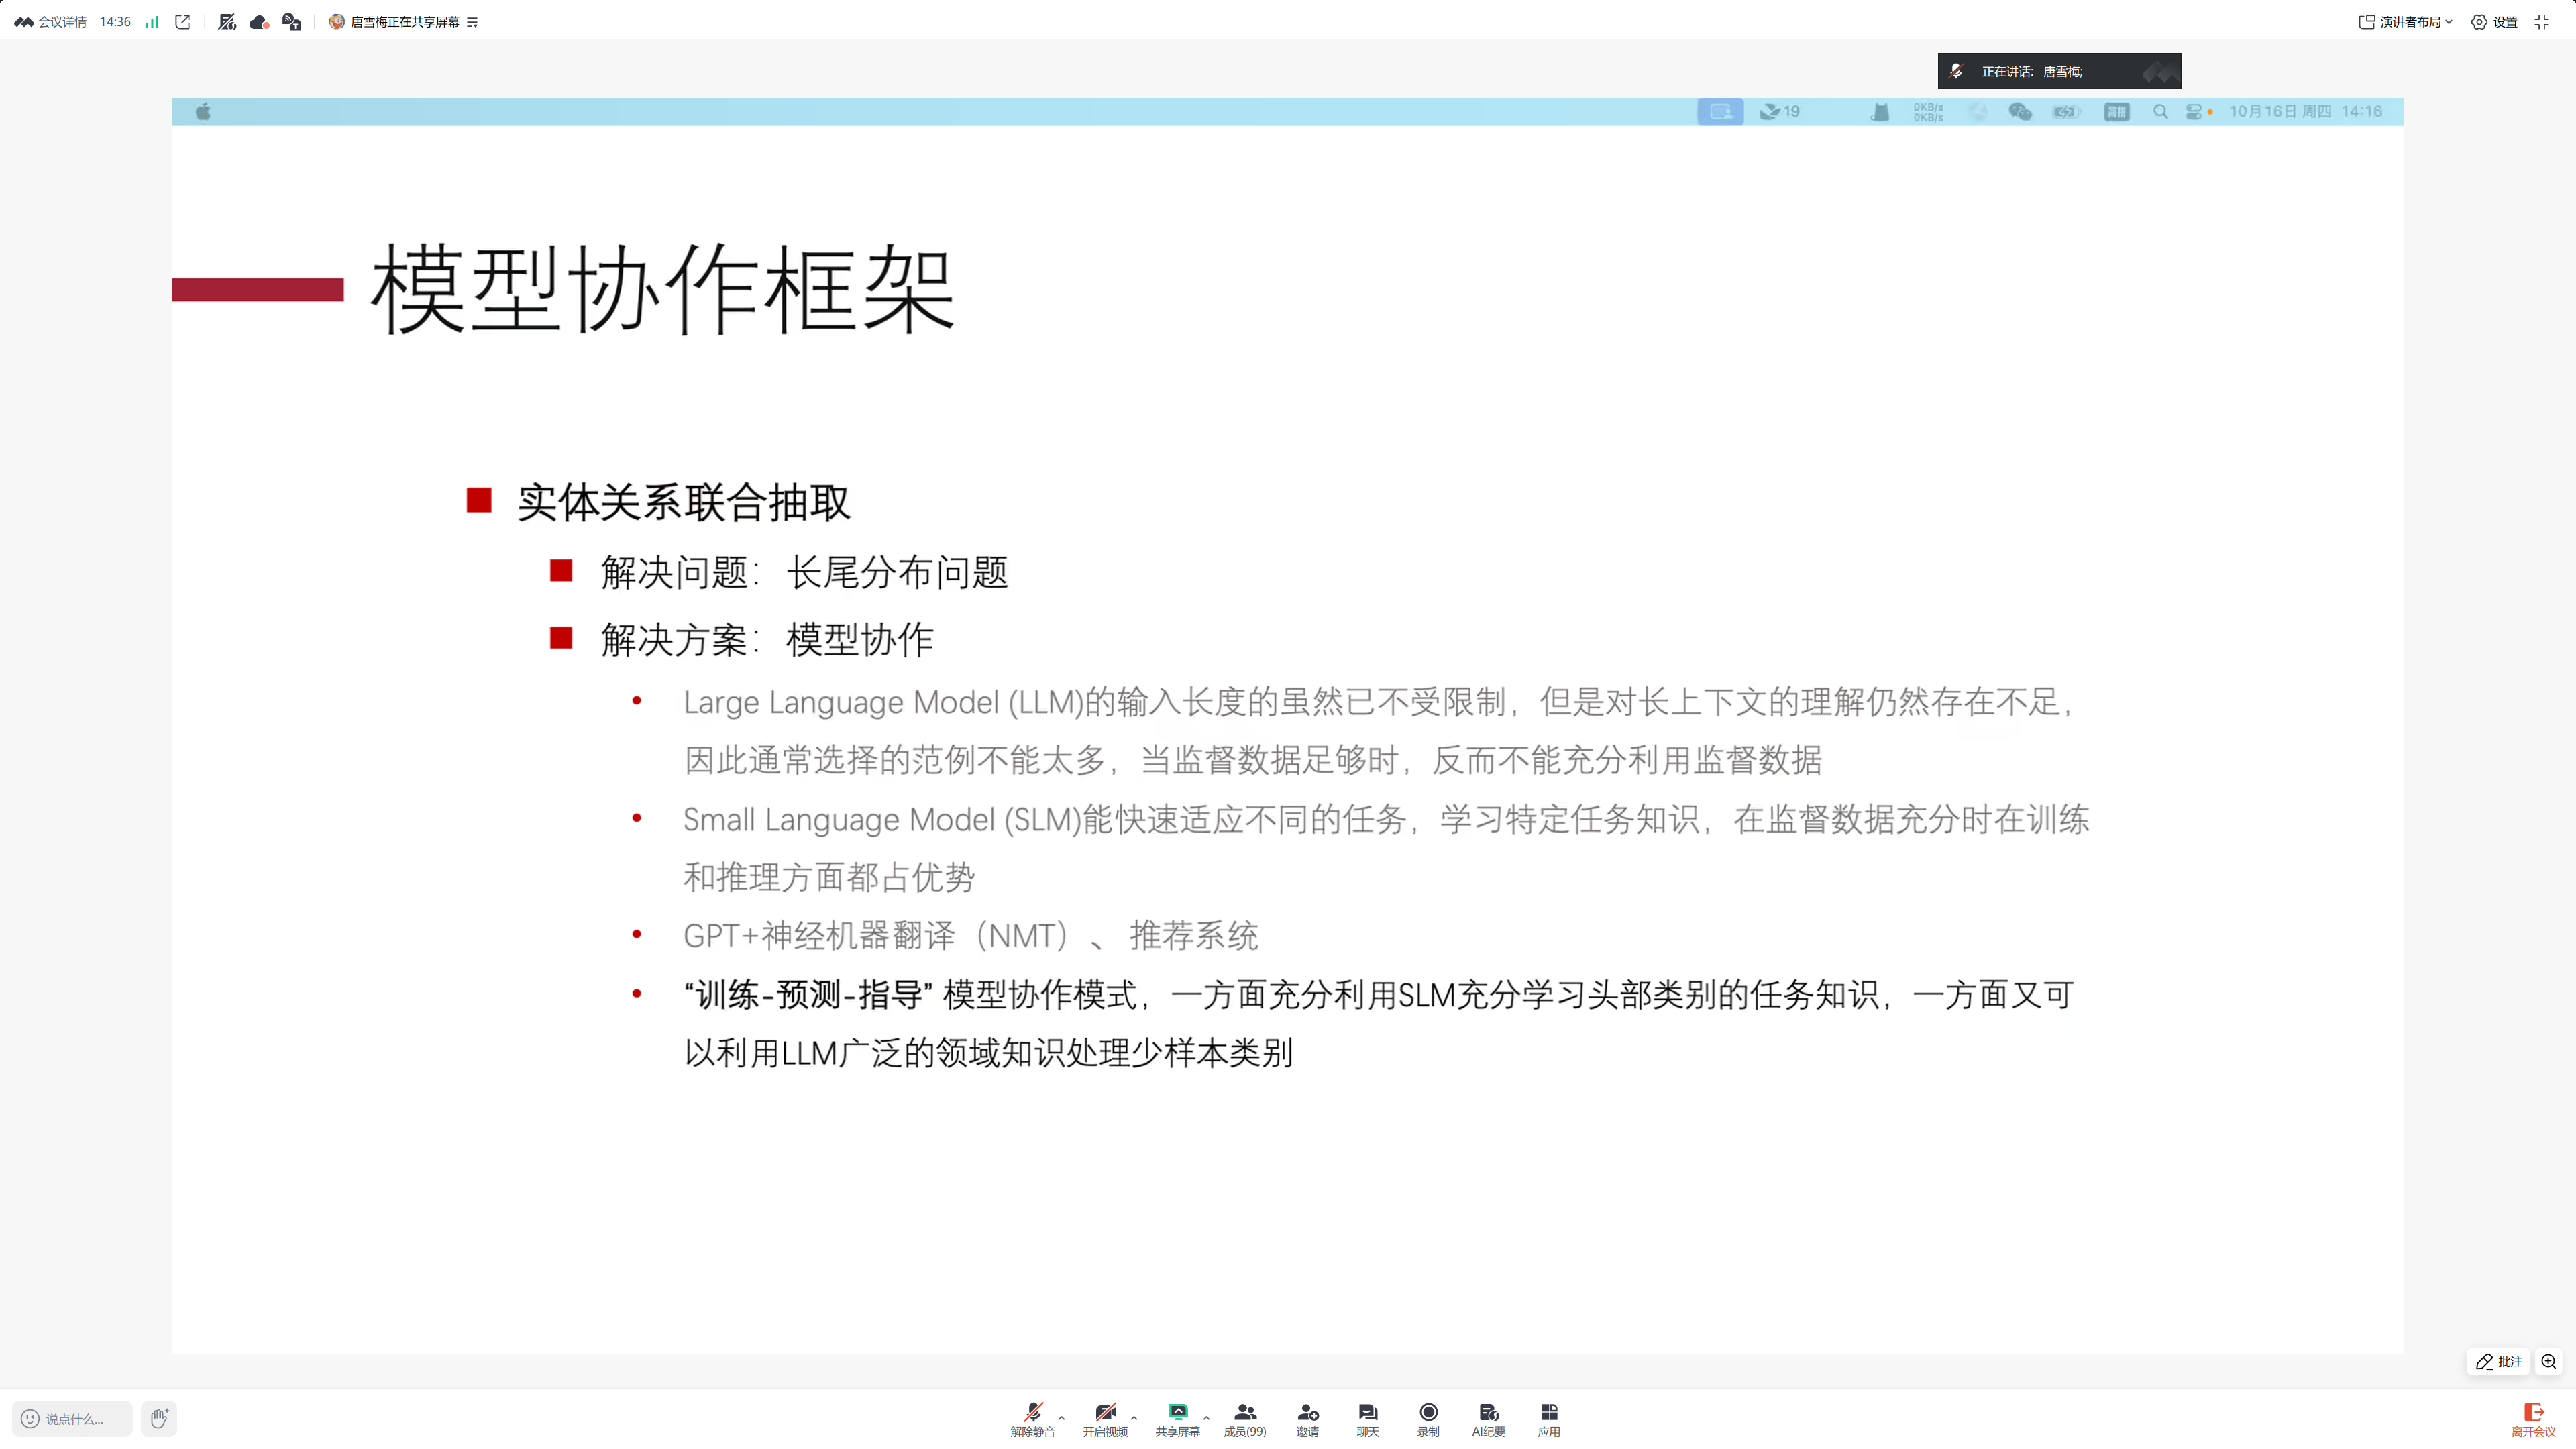 会议详情 14:36 唐雪梅正在共享屏幕 演讲者布局 设置
正在讲话: 唐雪梅;
19 0KB/s 0KB/s 简拼 10月16日 周四 14:16
模型协作框架
实体关系联合抽取
解决问题：长尾分布问题
解决方案：模型协作
Large Language Model (LLM)的输入长度的虽然已不受限制，但是对长上下文的理解仍然存在不足，
因此通常选择的范例不能太多，当监督数据足够时，反而不能充分利用监督数据
Small Language Model (SLM)能快速适应不同的任务，学习特定任务知识，在监督数据充分时在训练
和推理方面都占优势
GPT+神经机器翻译（NMT）、推荐系统
“训练-预测-指导” 模型协作模式，一方面充分利用SLM充分学习头部类别的任务知识，一方面又可
以利用LLM广泛的领域知识处理少样本类别
批注
说点什么... 解除静音 开启视频 共享屏幕 成员(99) 邀请 聊天 录制 AI纪要 应用 离开会议